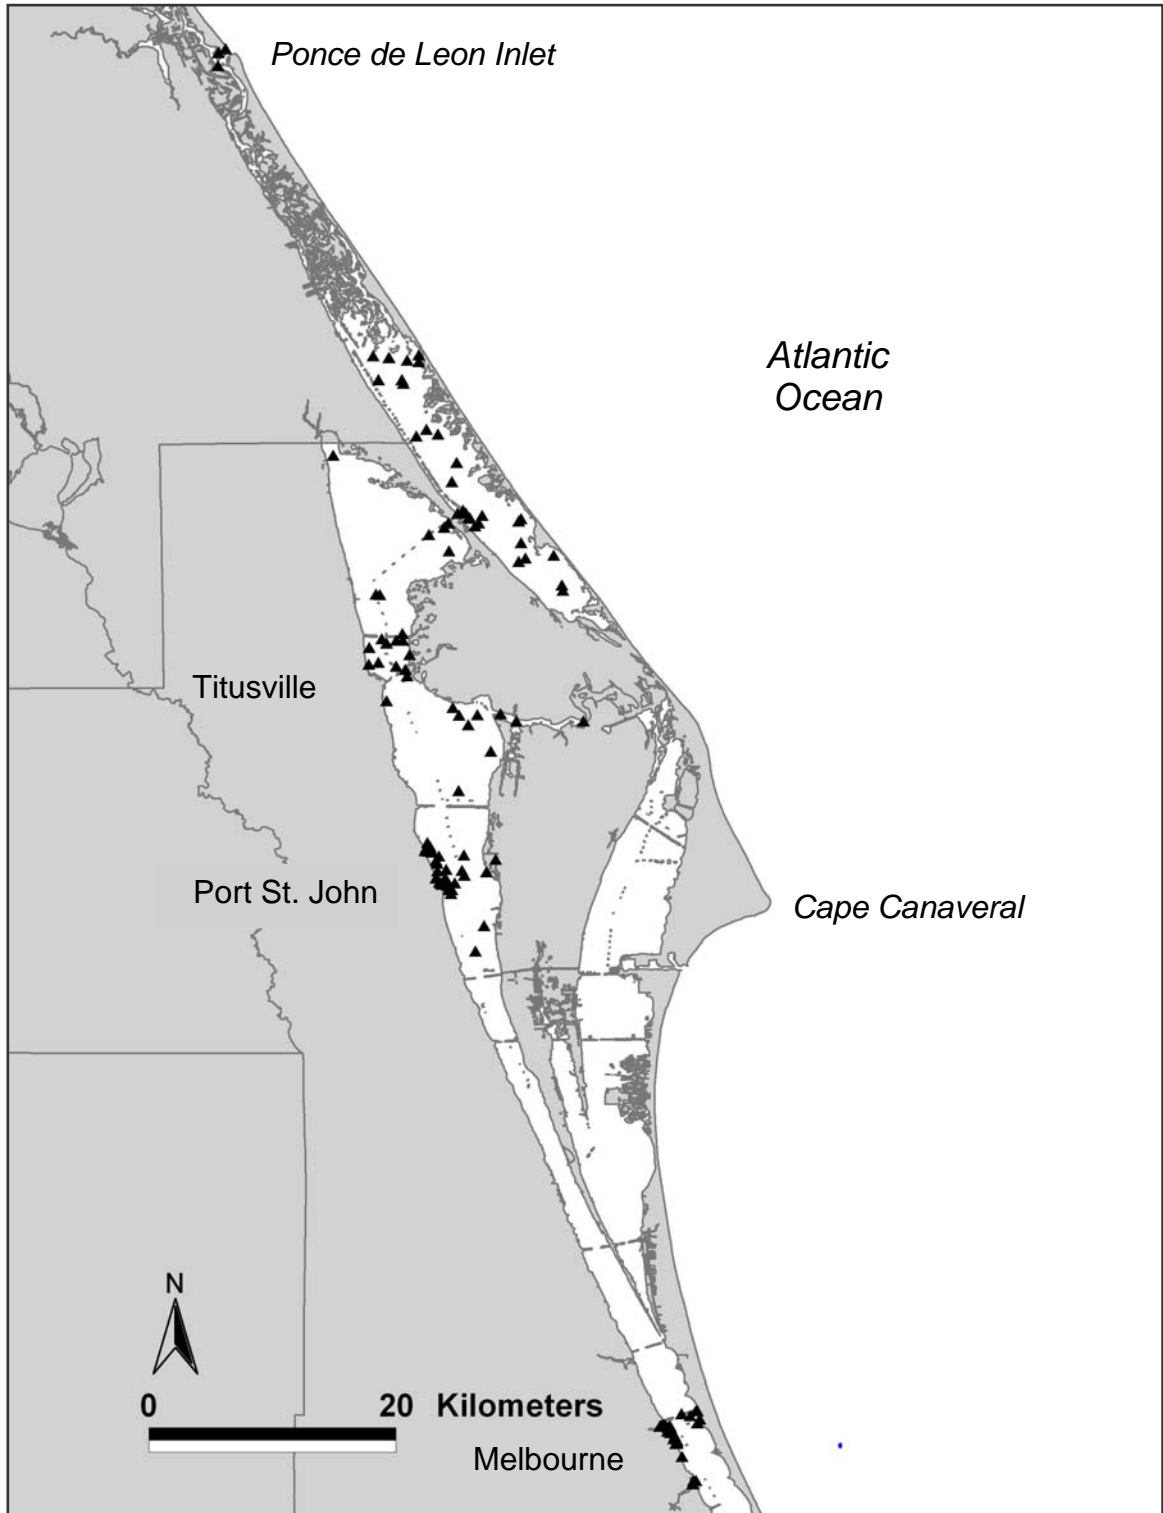 Ponce de Leon Inlet
Atlantic
Ocean
Titusville
Port St. John
Cape Canaveral
N
0 20 Kilometers
Melbourne